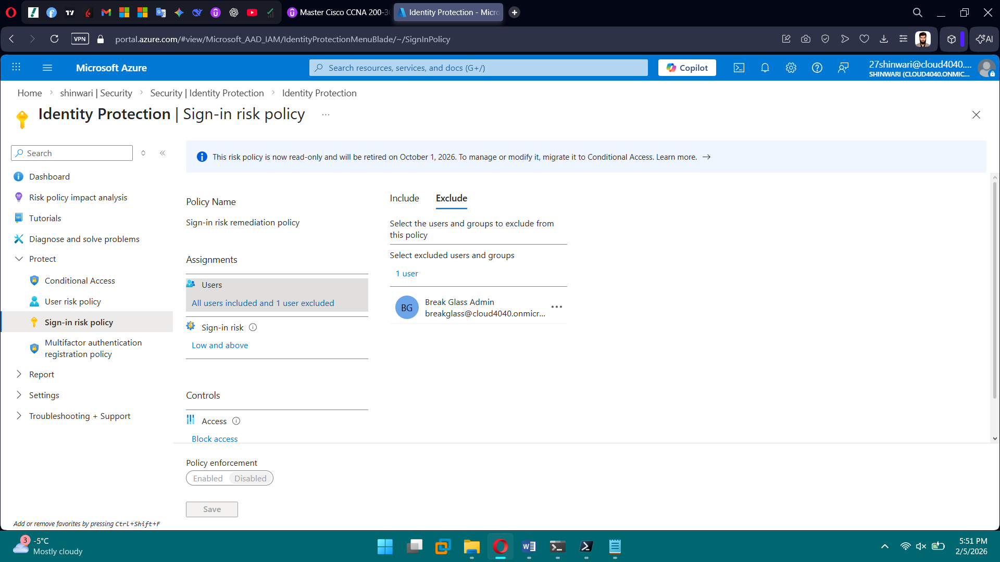 Master Cisco CCNA 200-30
Identity Protection - Micro
VPN
portal.azure.com/#view/Microsoft_AAD_IAM/IdentityProtectionMenuBlade/~/SignInPolicy
AI
Microsoft Azure
Search resources, services, and docs (G+/)
Copilot
27shinwari@cloud4040....
SHINWARI (CLOUD4040.ONMIC...
Home > shinwari | Security > Security | Identity Protection > Identity Protection
Identity Protection | Sign-in risk policy ...
Search
This risk policy is now read-only and will be retired on October 1, 2026. To manage or modify it, migrate it to Conditional Access. Learn more. →
Dashboard
Risk policy impact analysis
Tutorials
Diagnose and solve problems
Protect
Conditional Access
User risk policy
Sign-in risk policy
Multifactor authentication
registration policy
Report
Settings
Troubleshooting + Support
Add or remove favorites by pressing Ctrl+Shift+F
Policy Name
Sign-in risk remediation policy
Assignments
Users
All users included and 1 user excluded
Sign-in risk
Low and above
Controls
Access
Block access
Include
Exclude
Select the users and groups to exclude from
this policy
Select excluded users and groups
1 user
BG
Break Glass Admin
breakglass@cloud4040.onmicr...
Policy enforcement
Enabled
Disabled
Save
3
-5°C
Mostly cloudy
5:51 PM
2/5/2026